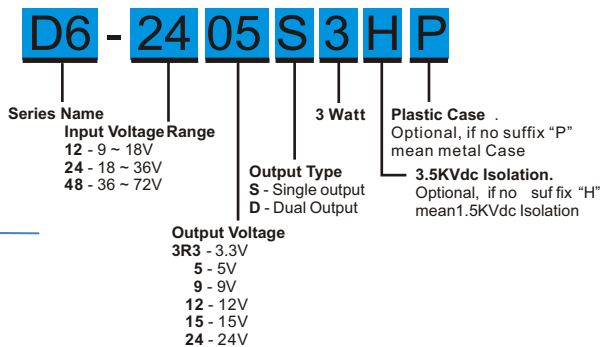 D6 - 24 05 S 3 H P
Series Name
Input Voltage Range
12 - 9 ~ 18V
24 - 18 ~ 36V
48 - 36 ~ 72V
Output Voltage
3R3 - 3.3V
5 - 5V
9 - 9V
12 - 12V
15 - 15V
24 - 24V
Output Type
S - Single output
D - Dual Output
3 Watt
Plastic Case .
Optional, if no suffix “P”
mean metal Case
3.5KVdc Isolation.
Optional, if no suf fix “H”
mean1.5KVdc Isolation